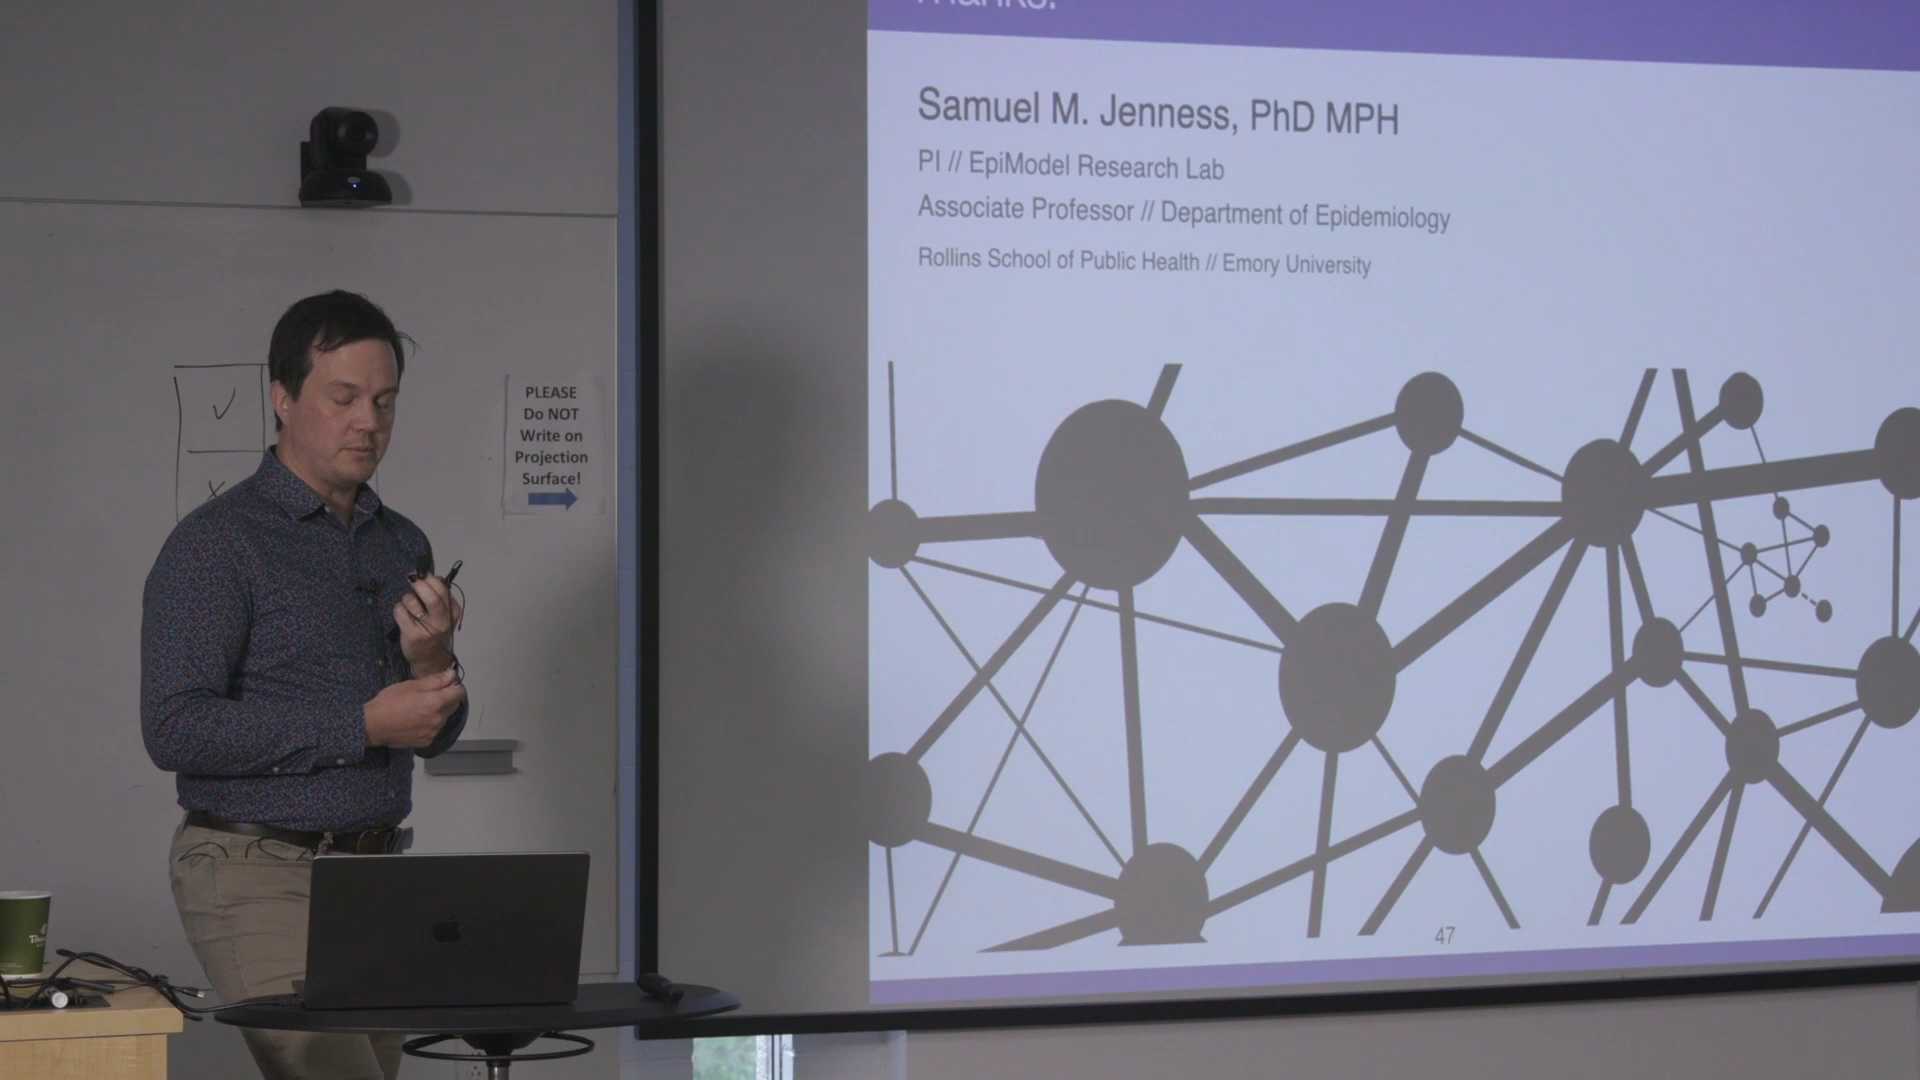 Thanks!
Samuel M. Jenness, PhD MPH
PI // EpiModel Research Lab
Associate Professor // Department of Epidemiology
Rollins School of Public Health // Emory University
47
PLEASE
Do NOT
Write on
Projection
Surface!